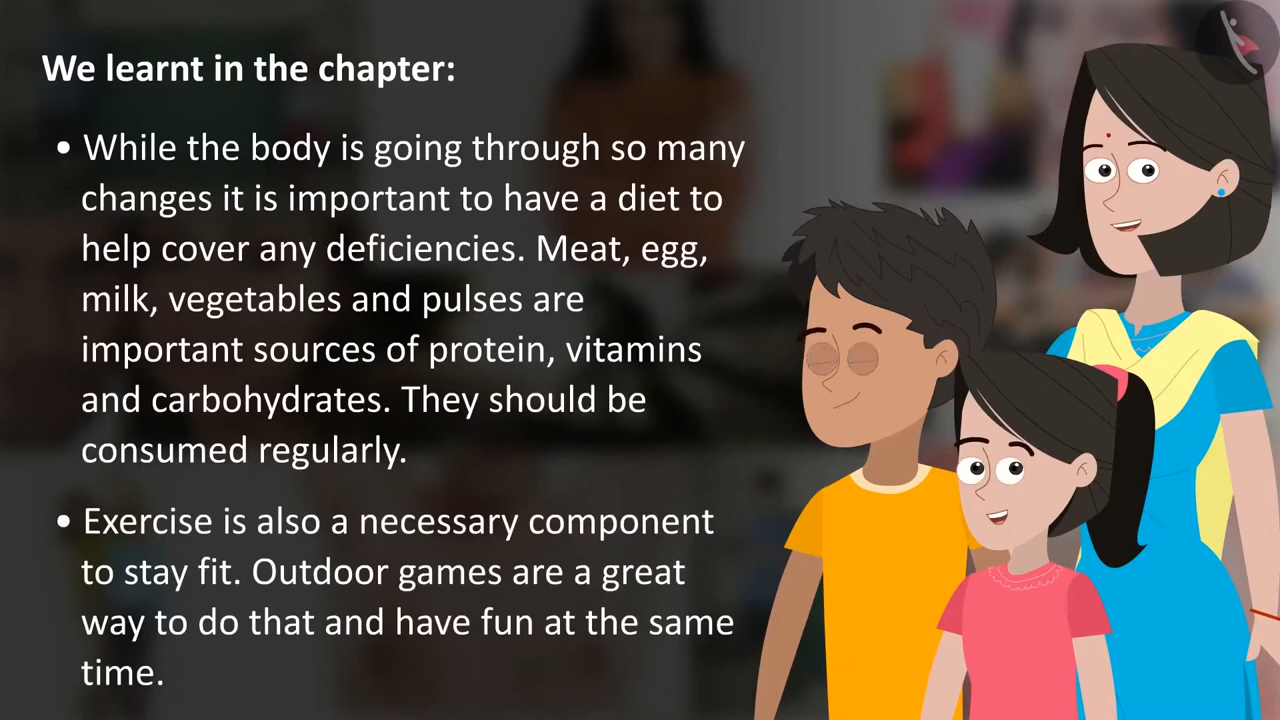 We learnt in the chapter:
• While the body is going through so many
changes it is important to have a diet to
help cover any deficiencies. Meat, egg,
milk, vegetables and pulses are
important sources of protein, vitamins
and carbohydrates. They should be
consumed regularly.
• Exercise is also a necessary component
to stay fit. Outdoor games are a great
way to do that and have fun at the same
time.